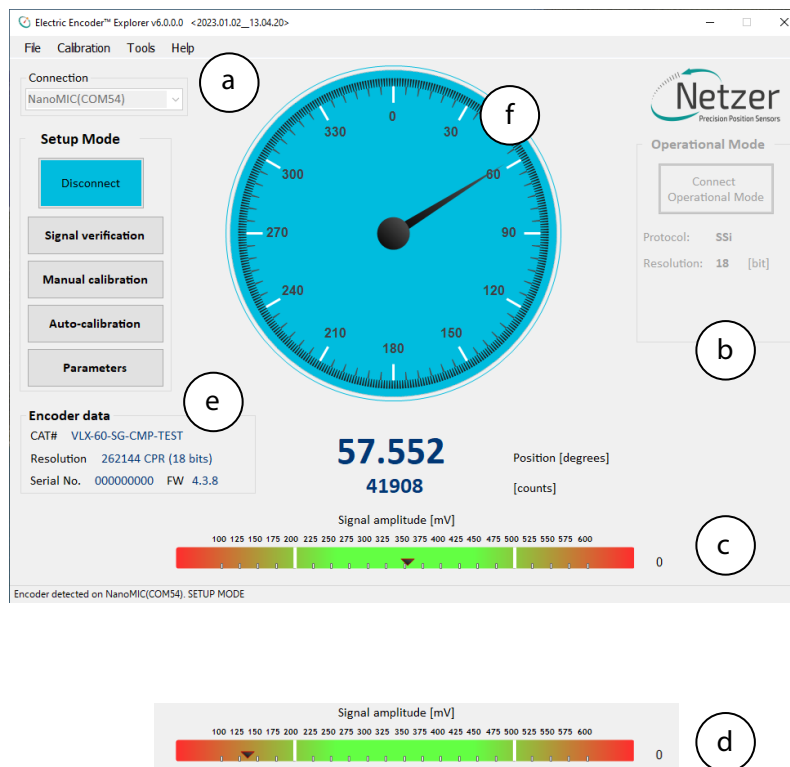 Electric Encoder™ Explorer v6.0.0.0 <2023.01.02__13.04.20>
File Calibration Tools Help
Connection
NanoMIC(COM54)
a
f
Netzer
Precision Position Sensors
Setup Mode
Disconnect
Signal verification
Manual calibration
Auto-calibration
Parameters
0
30
60
90
120
150
180
210
240
270
300
330
Operational Mode
Connect
Operational Mode
Protocol: SSi
Resolution: 18 [bit]
b
e
Encoder data
CAT# VLX-60-SG-CMP-TEST
Resolution 262144 CPR (18 bits)
Serial No. 000000000 FW 4.3.8
57.552 Position [degrees]
41908 [counts]
Signal amplitude [mV]
100 125 150 175 200 225 250 275 300 325 350 375 400 425 450 475 500 525 550 575 600
0
c
Encoder detected on NanoMIC(COM54). SETUP MODE
Signal amplitude [mV]
100 125 150 175 200 225 250 275 300 325 350 375 400 425 450 475 500 525 550 575 600
0
d